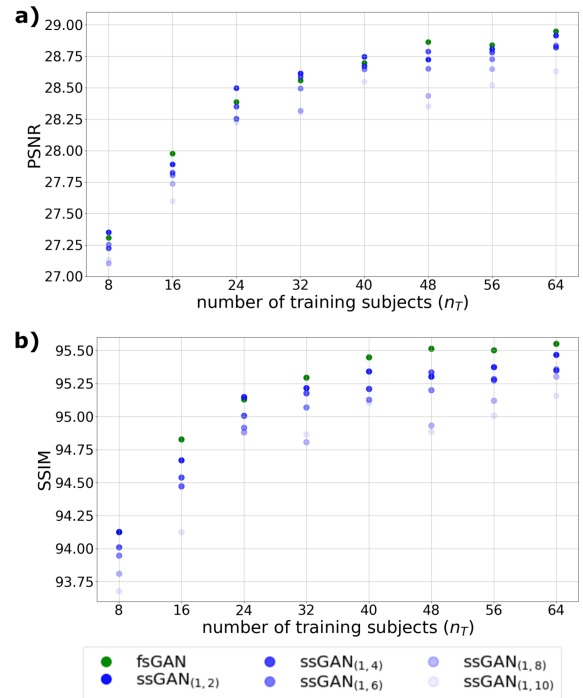 a)
PSNR
29.00
28.75
28.50
28.25
28.00
27.75
27.50
27.25
27.00
8 16 24 32 40 48 56 64
number of training subjects (n_T)
b)
SSIM
95.50
95.25
95.00
94.75
94.50
94.25
94.00
93.75
8 16 24 32 40 48 56 64
number of training subjects (n_T)
fsGAN ssGAN(1, 4) ssGAN(1, 8)
ssGAN(1, 2) ssGAN(1, 6) ssGAN(1, 10)